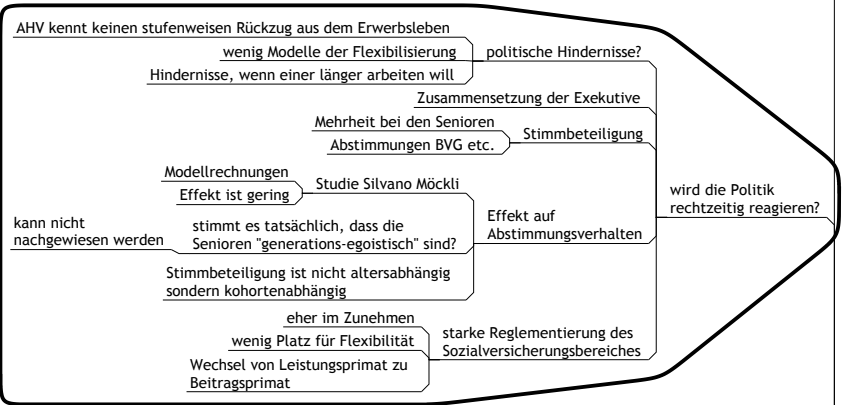 AHV kennt keinen stufenweisen Rückzug aus dem Erwerbsleben
wenig Modelle der Flexibilisierung
Hindernisse, wenn einer länger arbeiten will
politische Hindernisse?
Zusammensetzung der Exekutive
Mehrheit bei den Senioren
Abstimmungen BVG etc.
Stimmbeteiligung
Modellrechnungen
Effekt ist gering
Studie Silvano Möckli
kann nicht
nachgewiesen werden
stimmt es tatsächlich, dass die
Senioren "generations-egoistisch" sind?
Stimmbeteiligung ist nicht altersabhängig
sondern kohortenabhängig
Effekt auf
Abstimmungsverhalten
eher im Zunehmen
wenig Platz für Flexibilität
Wechsel von Leistungsprimat zu
Beitragsprimat
starke Reglementierung des
Sozialversicherungsbereiches
wird die Politik
rechtzeitig reagieren?